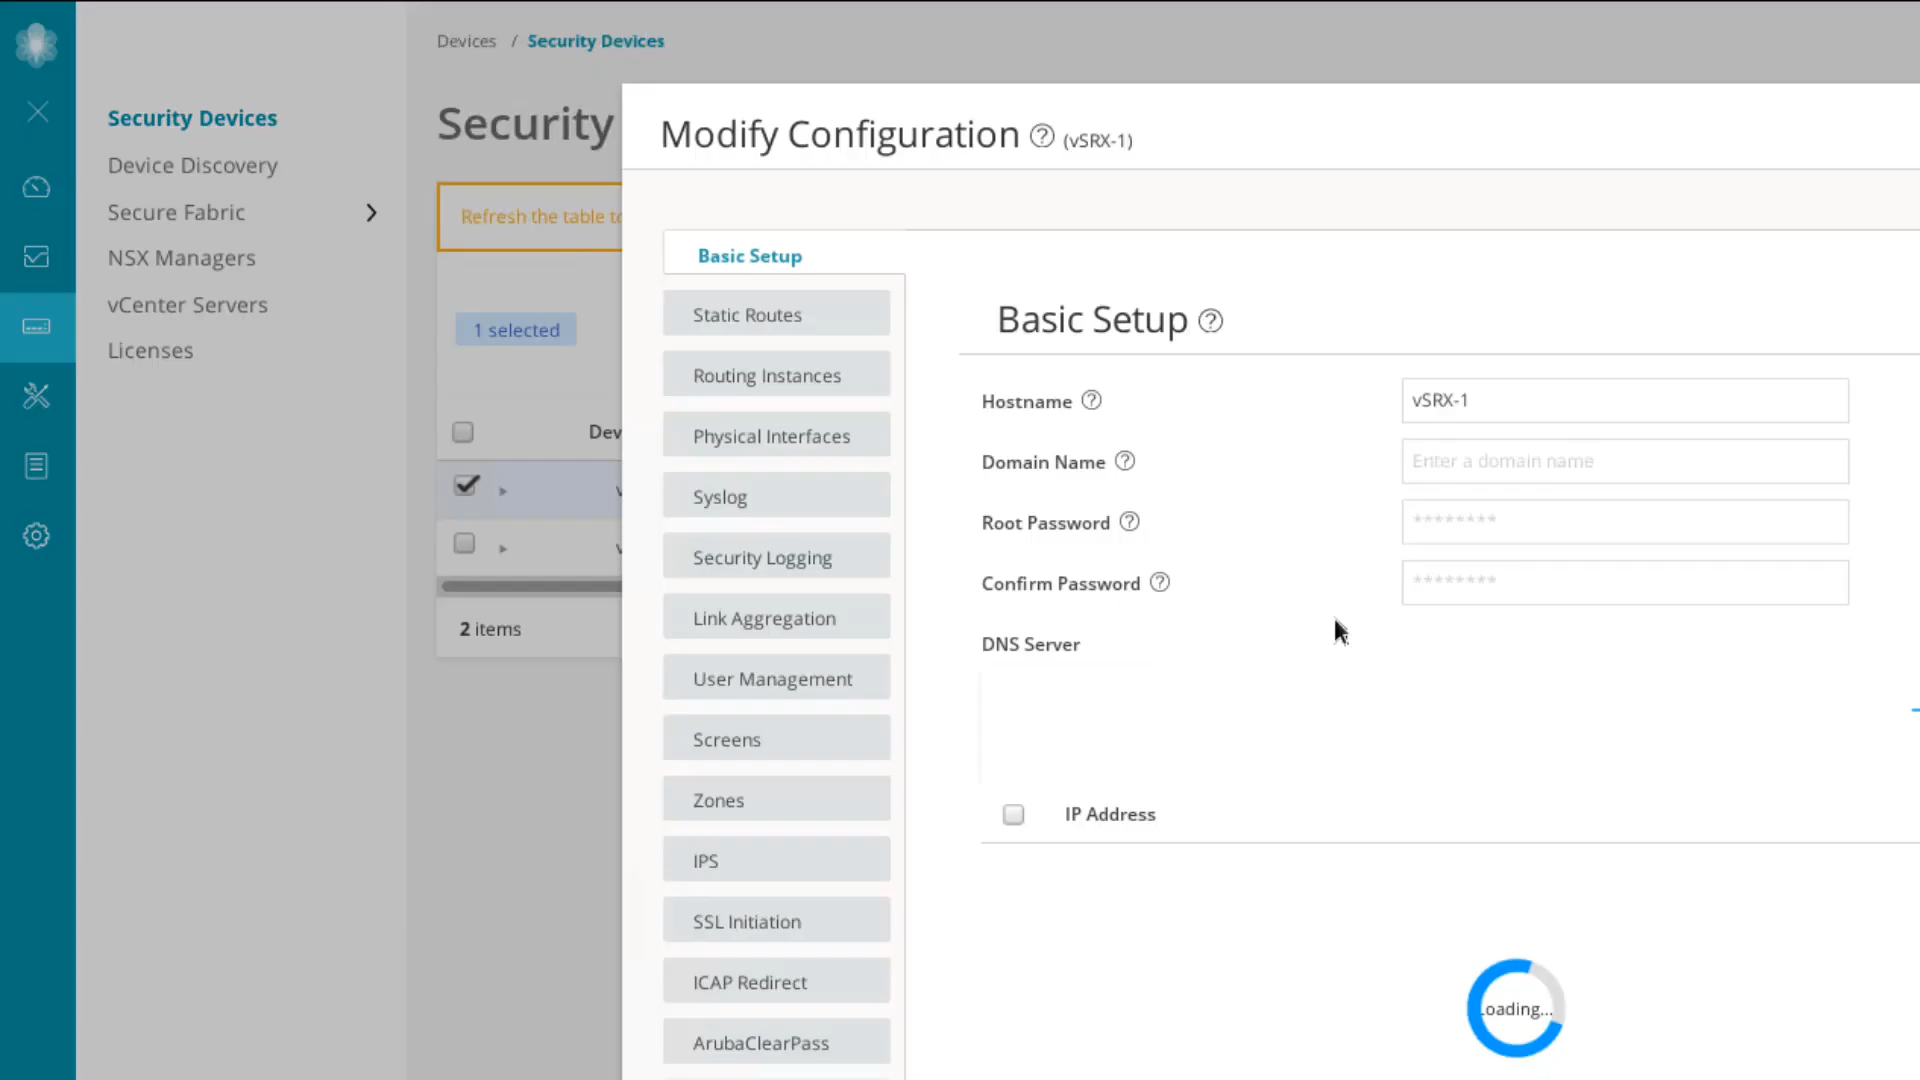 Devices / Security Devices
Security Devices
Device Discovery
Secure Fabric
NSX Managers
vCenter Servers
Licenses
Security
Refresh the table
1 selected
Dev
2 items
Modify Configuration ? (vSRX-1)
Basic Setup
Static Routes
Routing Instances
Physical Interfaces
Syslog
Security Logging
Link Aggregation
User Management
Screens
Zones
IPS
SSL Initiation
ICAP Redirect
ArubaClearPass
Basic Setup ?
Hostname ? vSRX-1
Domain Name ? Enter a domain name
Root Password ? ********
Confirm Password ? ********
DNS Server
IP Address
Loading...